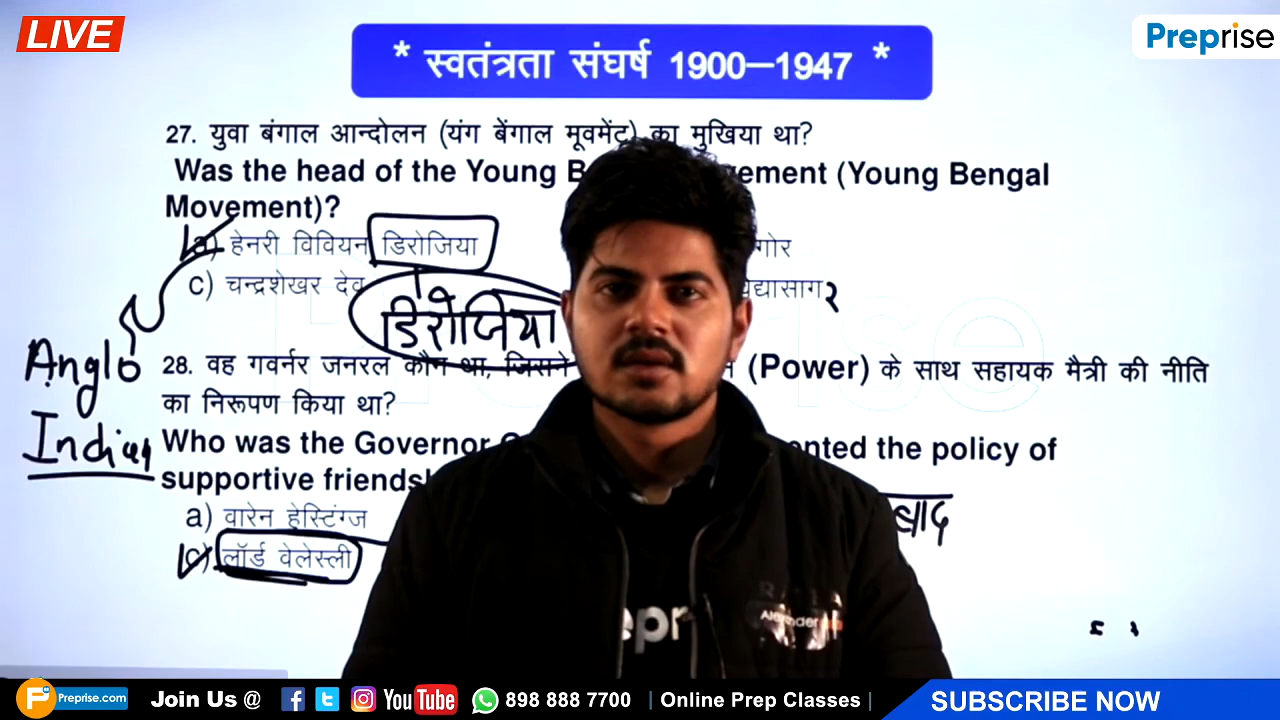 LIVE
* स्वतंत्रता संघर्ष 1900–1947 *
Preprise
27. युवा बंगाल आन्दोलन (यंग बेंगाल मूवमेंट) का मुखिया था?
Was the head of the Young B ement (Young Bengal
Movement)?
a) हेनरी विवियन डिरोजिया
c) चन्द्रशेखर देव
डिरोजिया
Anglo
Indian
28. वह गवर्नर जनरल कौन था, जिसने (Power) के साथ सहायक मैत्री की नीति
का निरूपण किया था?
Who was the Governor nted the policy of
supportive friends
a) वारेन हेस्टिंग्ज
c) लॉर्ड वेलेस्ली
बाद
epr
Preprise.com
Join Us @
YouTube
898 888 7700
Online Prep Classes
SUBSCRIBE NOW